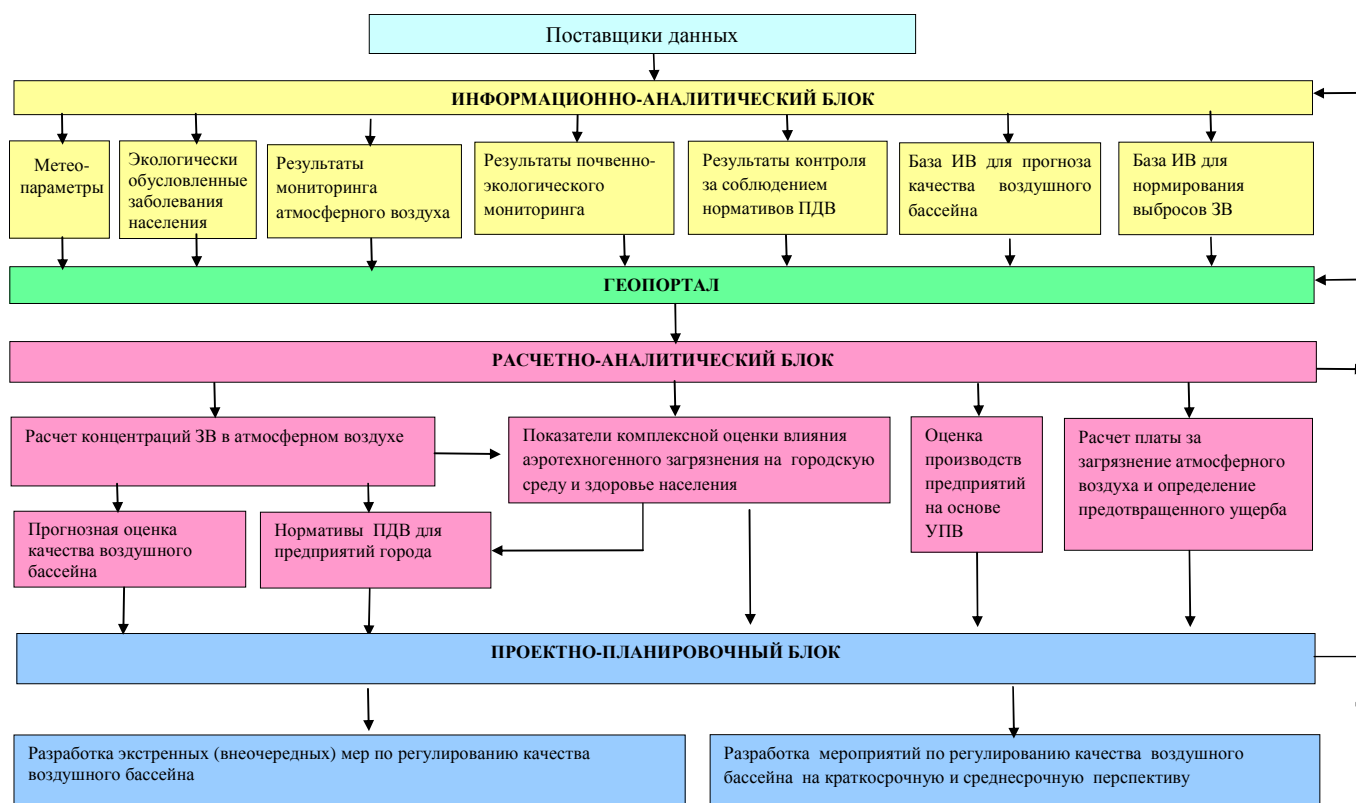 Поставщики данных
ИНФОРМАЦИОННО-АНАЛИТИЧЕСКИЙ БЛОК
Метео-
параметры
Экологически
обусловленные
заболевания
населения
Результаты
мониторинга
атмосферного воздуха
Результаты почвенно-
экологического
мониторинга
Результаты контроля
за соблюдением
нормативов ПДВ
База ИВ для прогноза
качества воздушного
бассейна
База ИВ для
нормирования
выбросов ЗВ
ГЕОПОРТАЛ
РАСЧЕТНО-АНАЛИТИЧЕСКИЙ БЛОК
Расчет концентраций ЗВ в атмосферном воздухе
Показатели комплексной оценки влияния
аэротехногенного загрязнения на городскую
среду и здоровье населения
Оценка
производств
предприятий
на основе
УПВ
Расчет платы за
загрязнение атмосферного
воздуха и определение
предотвращенного ущерба
Прогнозная оценка
качества воздушного
бассейна
Нормативы ПДВ для
предприятий города
ПРОЕКТНО-ПЛАНИРОВОЧНЫЙ БЛОК
Разработка экстренных (внеочередных) мер по регулированию качества
воздушного бассейна
Разработка мероприятий по регулированию качества воздушного
бассейна на краткосрочную и среднесрочную перспективу